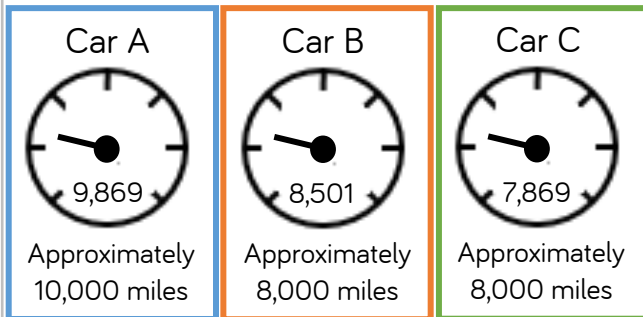 Car A
9,869
Approximately
10,000 miles
Car B
8,501
Approximately
8,000 miles
Car C
7,869
Approximately
8,000 miles